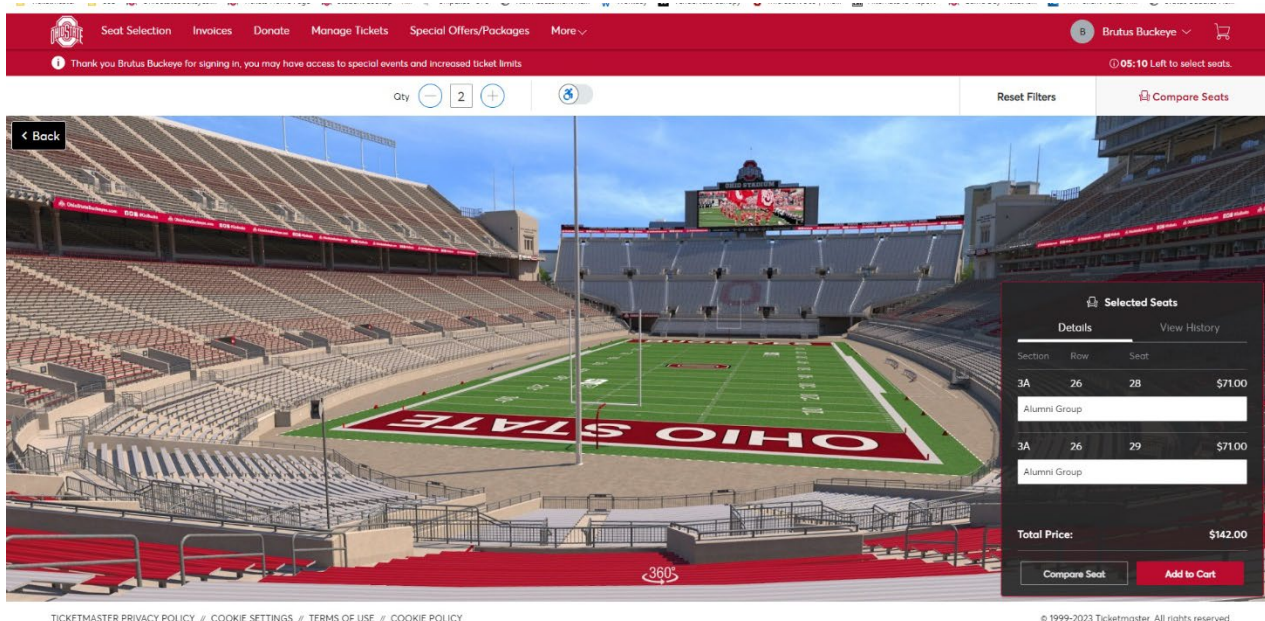 Seat Selection Invoices Donate Manage Tickets Special Offers/Packages More
B Brutus Buckeye
Thank you Brutus Buckeye for signing in, you may have access to special events and increased ticket limits
05:10 Left to select seats.
Qty 2
Reset Filters
Compare Seats
< Back
OHIO STADIUM
OHIO STATE
Selected Seats
Details View History
Section Row Seat
3A 26 28 $71.00
Alumni Group
3A 26 29 $71.00
Alumni Group
Total Price: $142.00
Compare Seat Add to Cart
360°
TICKETMASTER PRIVACY POLICY // COOKIE SETTINGS // TERMS OF USE // COOKIE POLICY
© 1999-2023 Ticketmaster. All rights reserved.